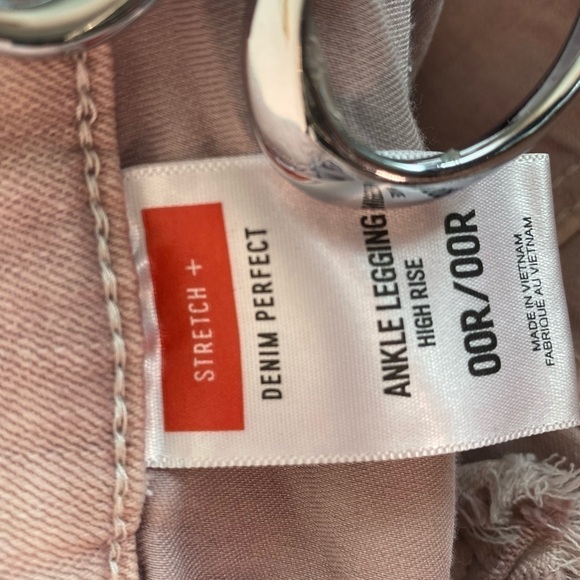 STRETCH +
DENIM PERFECT
ANKLE LEGGING
HIGH RISE
00R/00R
MADE IN VIETNAM
FABRIQUÉ AU VIETNAM